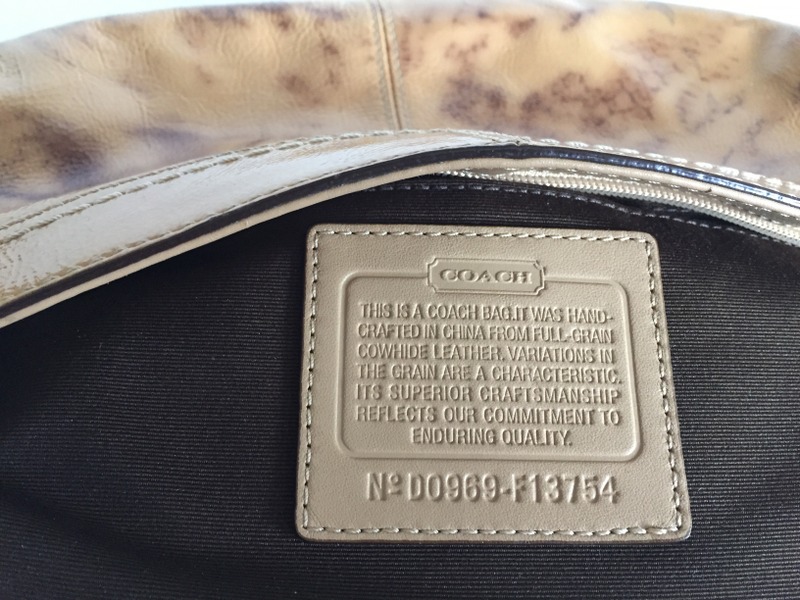 COACH
THIS IS A COACH BAG.IT WAS HAND-
CRAFTED IN CHINA FROM FULL-GRAIN
COWHIDE LEATHER. VARIATIONS IN
THE GRAIN ARE A CHARACTERISTIC.
ITS SUPERIOR CRAFTSMANSHIP
REFLECTS OUR COMMITMENT TO
ENDURING QUALITY.
Nº D0969-F13754